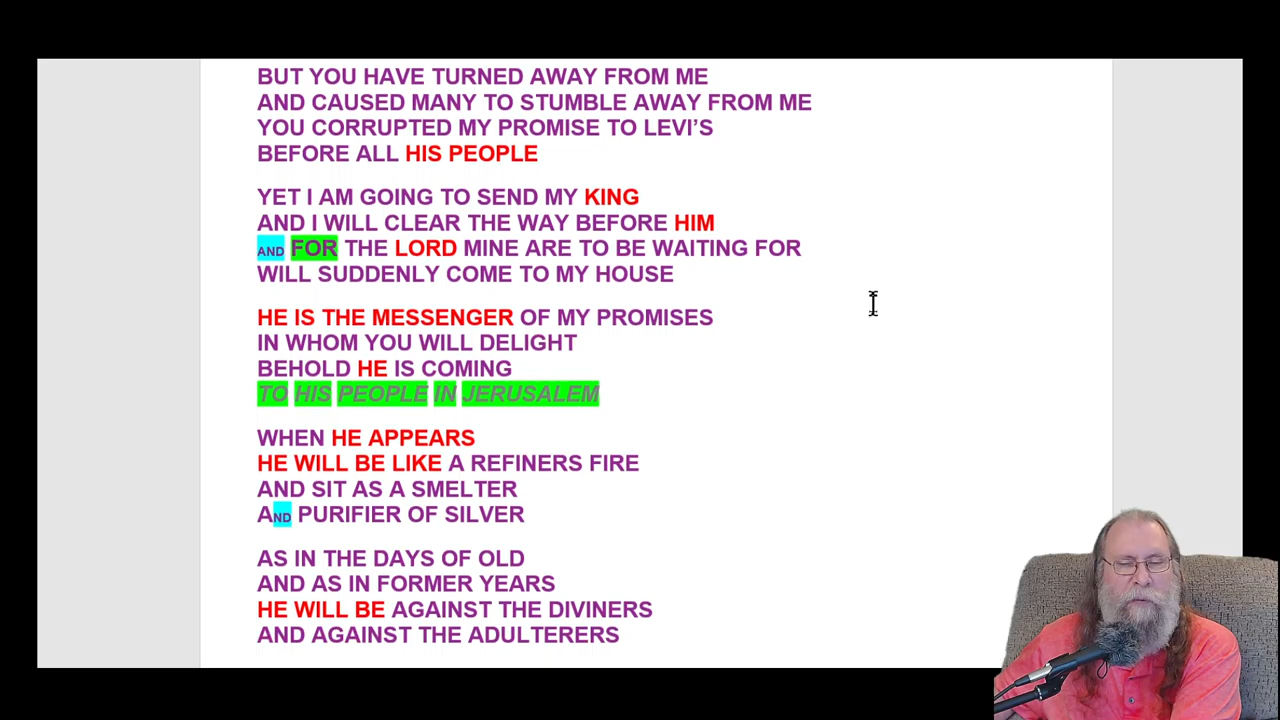 BUT YOU HAVE TURNED AWAY FROM ME
AND CAUSED MANY TO STUMBLE AWAY FROM ME
YOU CORRUPTED MY PROMISE TO LEVI’S
BEFORE ALL HIS PEOPLE
YET I AM GOING TO SEND MY KING
AND I WILL CLEAR THE WAY BEFORE HIM
AND FOR THE LORD MINE ARE TO BE WAITING FOR
WILL SUDDENLY COME TO MY HOUSE
HE IS THE MESSENGER OF MY PROMISES
IN WHOM YOU WILL DELIGHT
BEHOLD HE IS COMING
TO HIS PEOPLE IN JERUSALEM
WHEN HE APPEARS
HE WILL BE LIKE A REFINERS FIRE
AND SIT AS A SMELTER
AND PURIFIER OF SILVER
AS IN THE DAYS OF OLD
AND AS IN FORMER YEARS
HE WILL BE AGAINST THE DIVINERS
AND AGAINST THE ADULTERERS